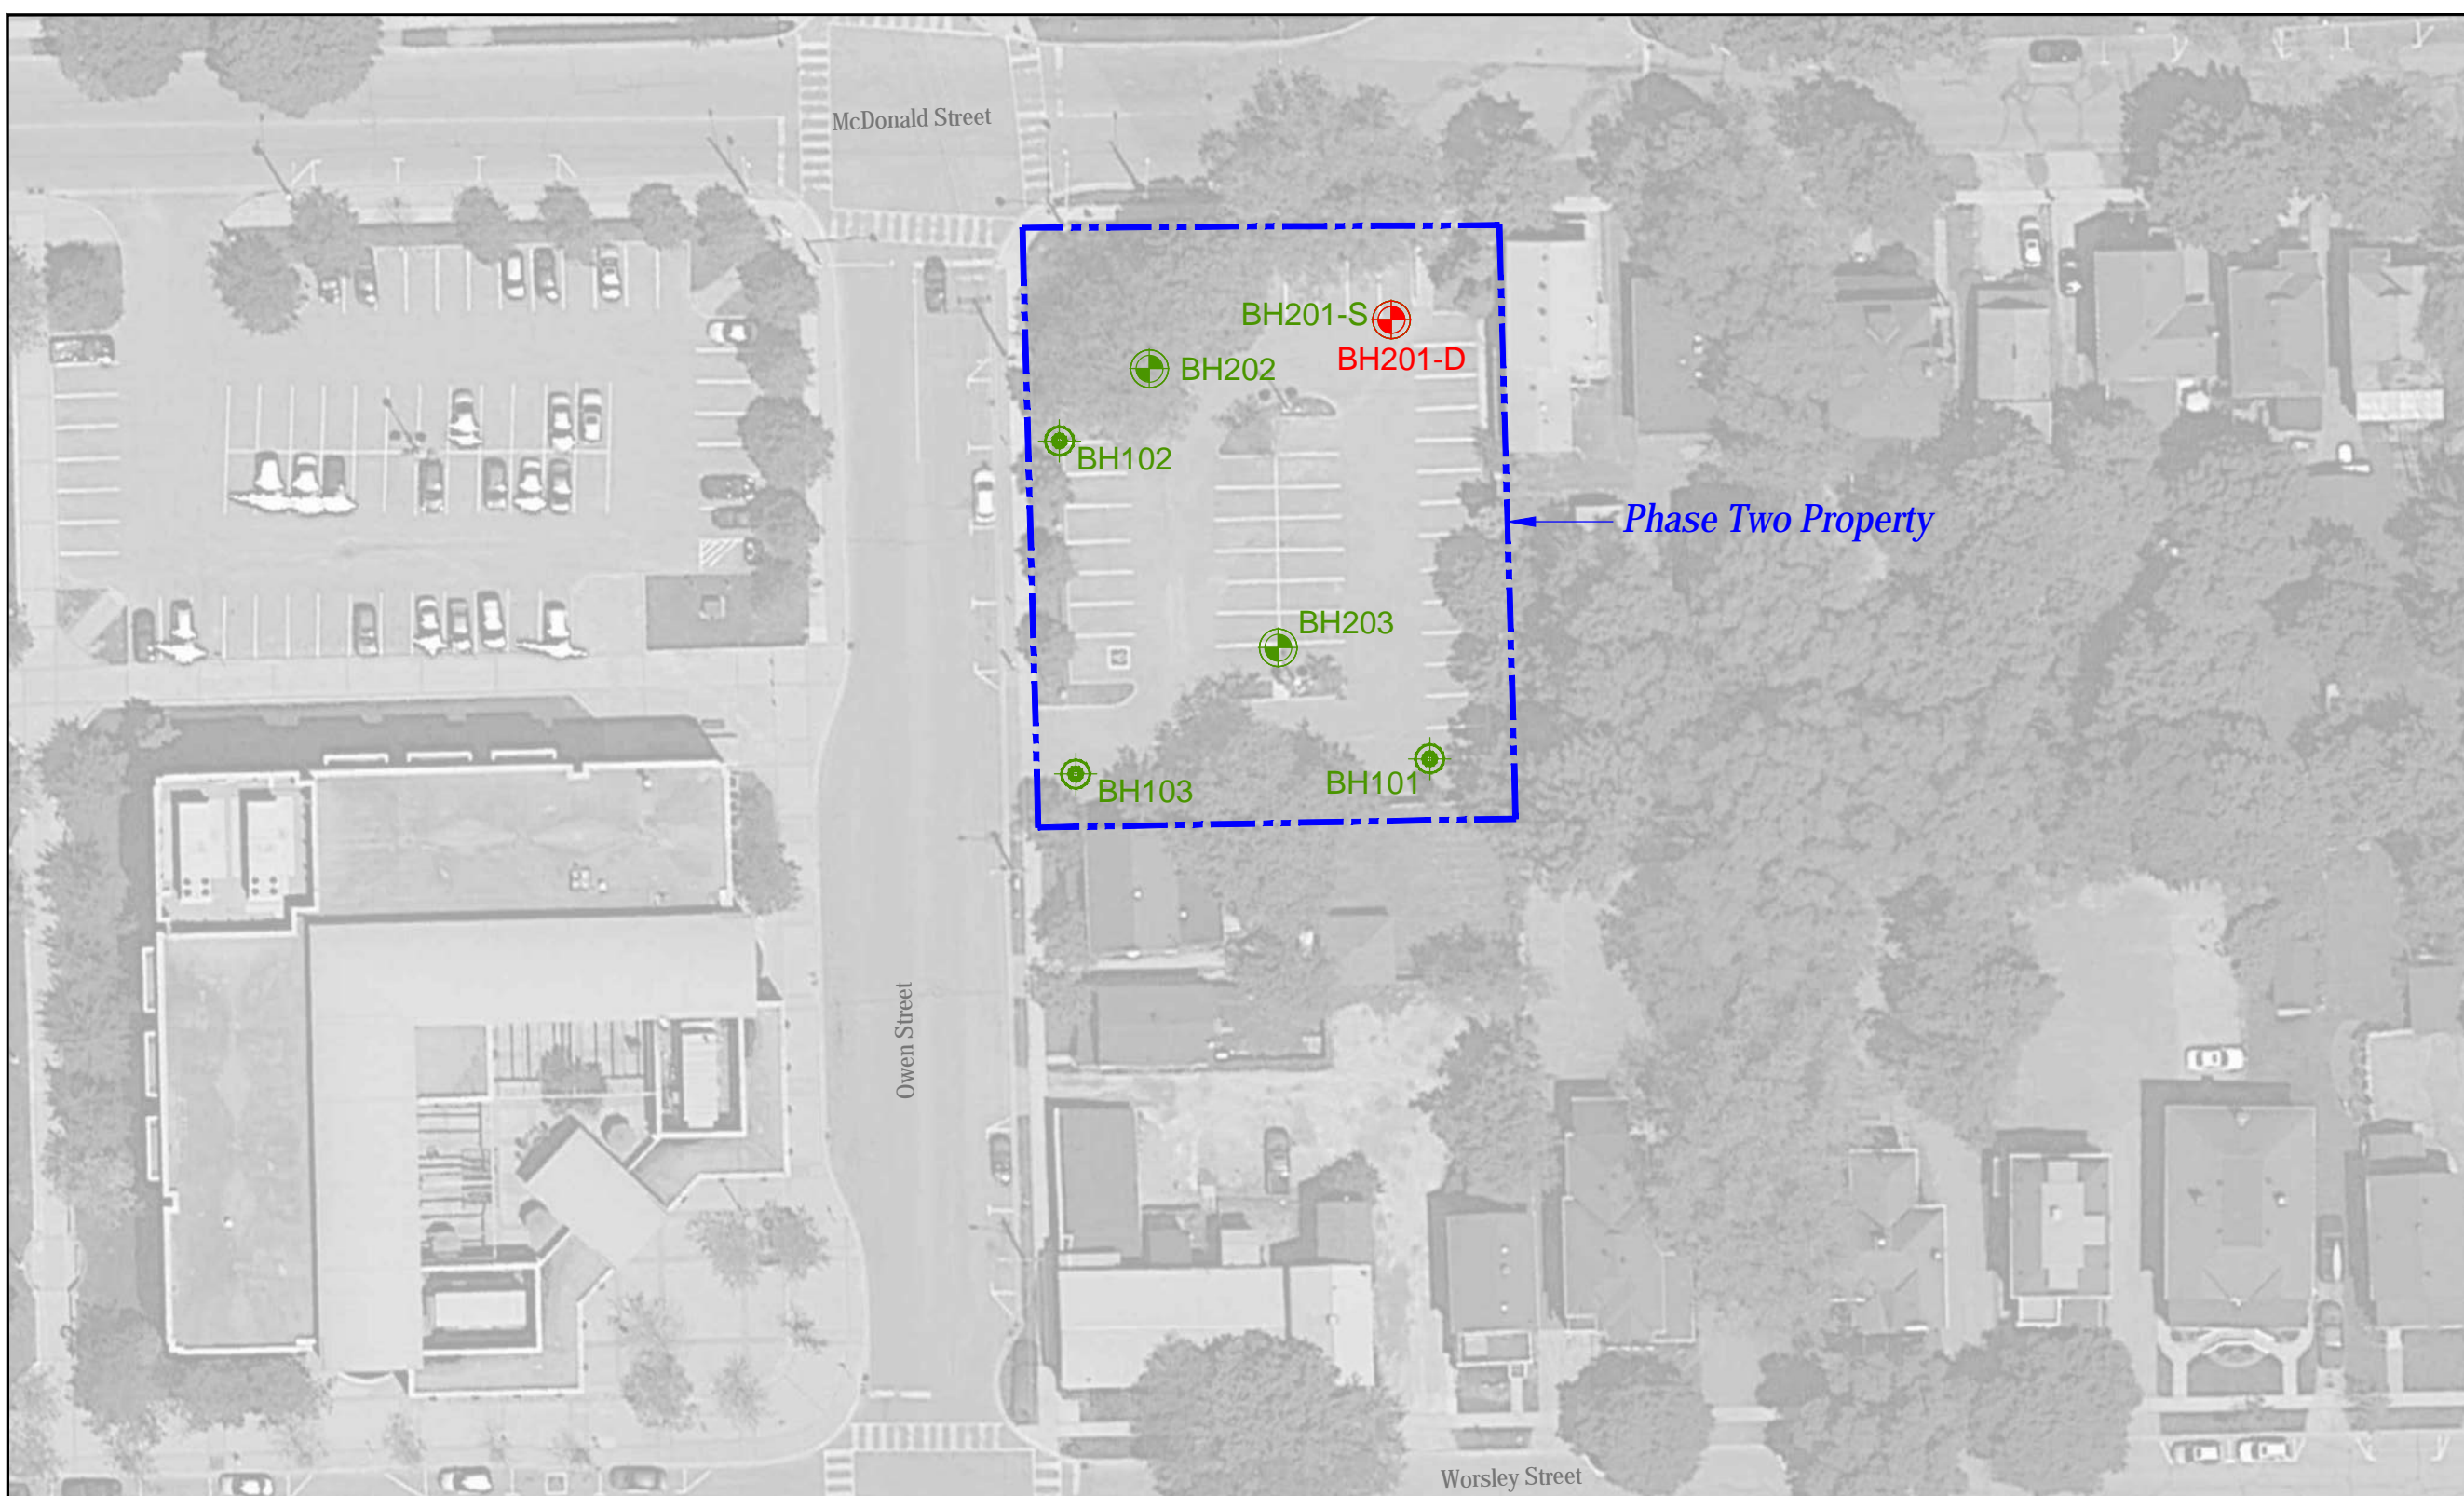 McDonald Street
BH201-S
BH201-D
BH202
BH102
Phase Two Property
BH203
BH103
BH101
Owen Street
Worsley Street